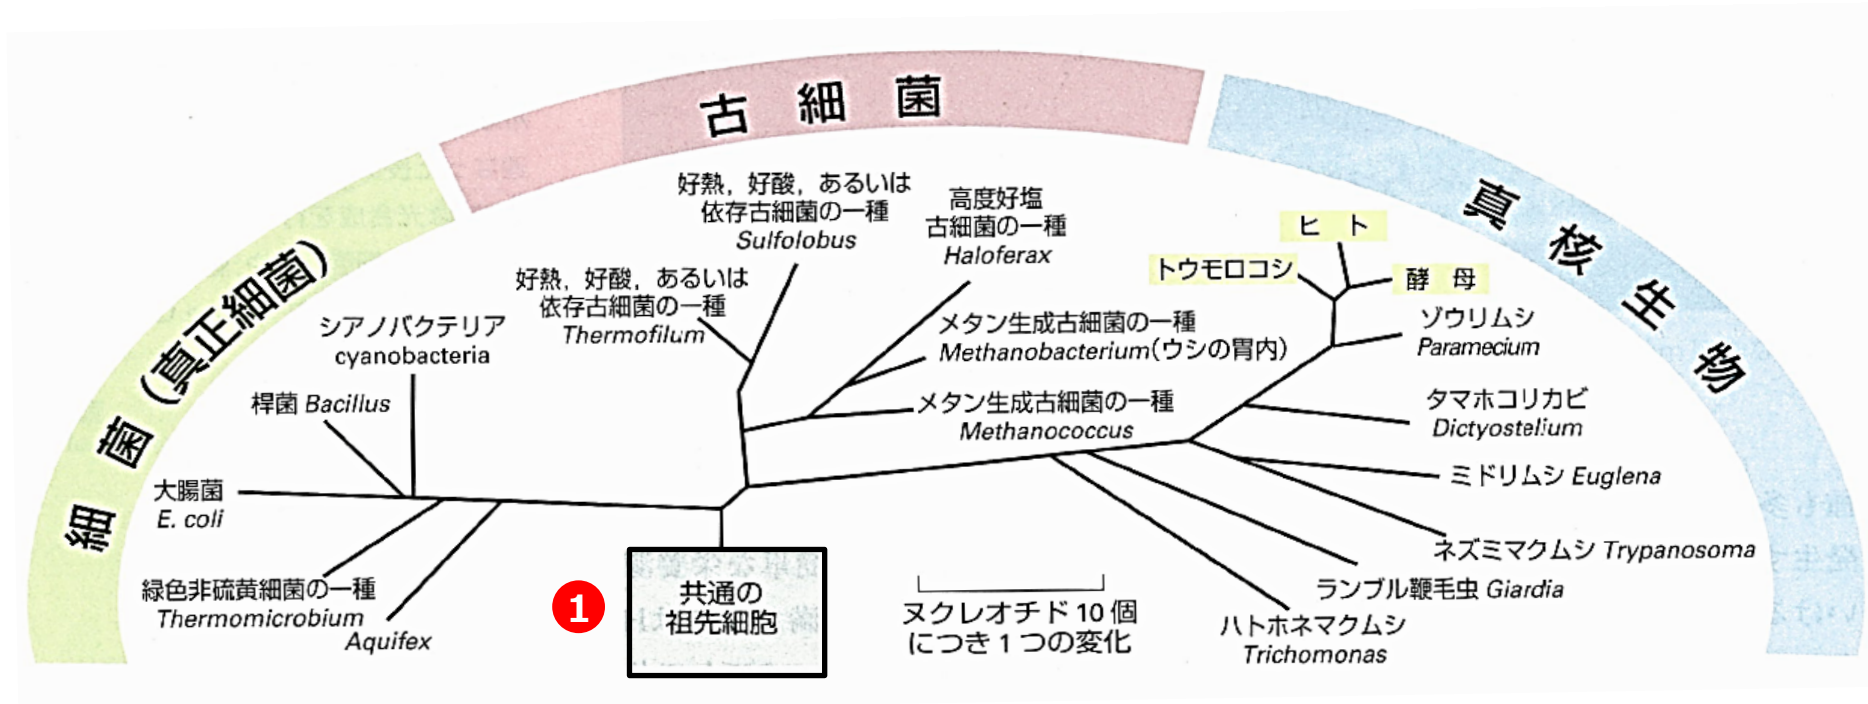 細菌(真正細菌)
古細菌
真核生物
好熱，好酸，あるいは
依存古細菌の一種
Sulfolobus
高度好塩
古細菌の一種
Haloferax
好熱，好酸，あるいは
依存古細菌の一種
Thermofilum
シアノバクテリア
cyanobacteria
桿菌 Bacillus
大腸菌
E. coli
緑色非硫黄細菌の一種
Thermomicrobium
Aquifex
メタン生成古細菌の一種
Methanobacterium(ウシの胃内)
メタン生成古細菌の一種
Methanococcus
ヒト
トウモロコシ
酵母
ゾウリムシ
Paramecium
タマホコリカビ
Dictyostelium
ミドリムシ Euglena
ネズミマクムシ Trypanosoma
ランブル鞭毛虫 Giardia
ハトホネマクムシ
Trichomonas
1
共通の
祖先細胞
ヌクレオチド10個
につき1つの変化